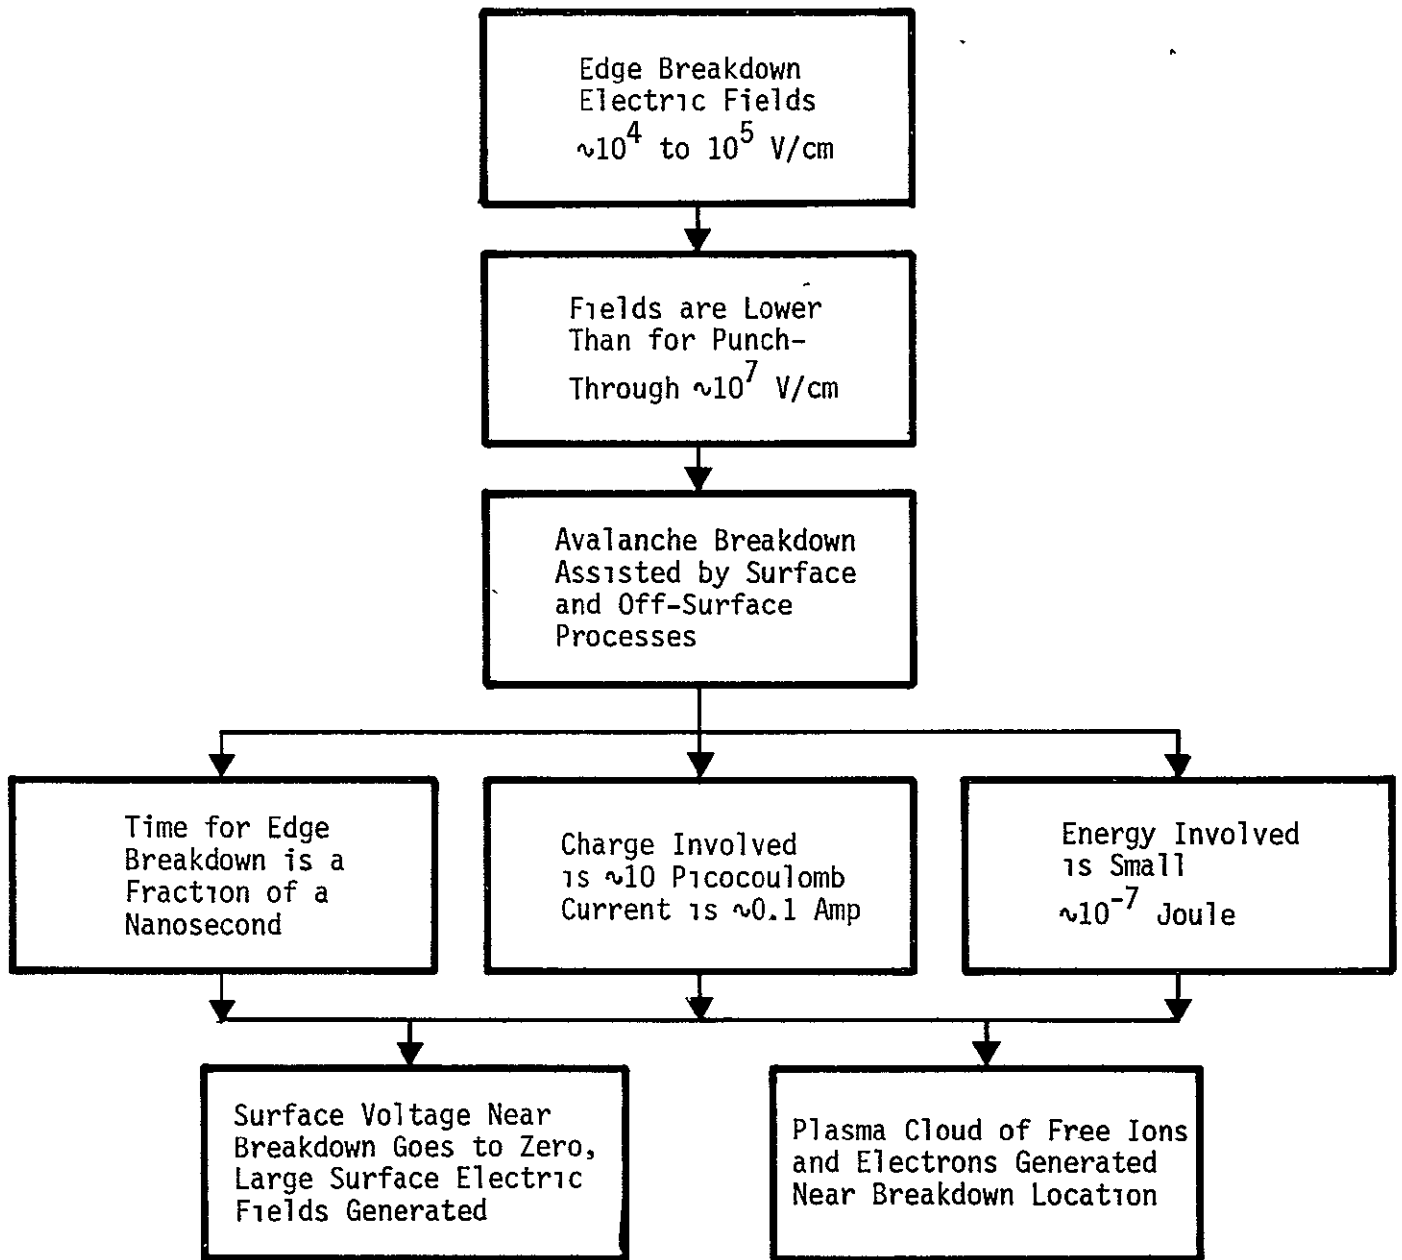 Edge Breakdown
Electric Fields
~10^4 to 10^5 V/cm
Fields are Lower
Than for Punch-
Through ~10^7 V/cm
Avalanche Breakdown
Assisted by Surface
and Off-Surface
Processes
Time for Edge
Breakdown is a
Fraction of a
Nanosecond
Charge Involved
is ~10 Picocoulomb
Current is ~0.1 Amp
Energy Involved
is Small
~10^-7 Joule
Surface Voltage Near
Breakdown Goes to Zero,
Large Surface Electric
Fields Generated
Plasma Cloud of Free Ions
and Electrons Generated
Near Breakdown Location